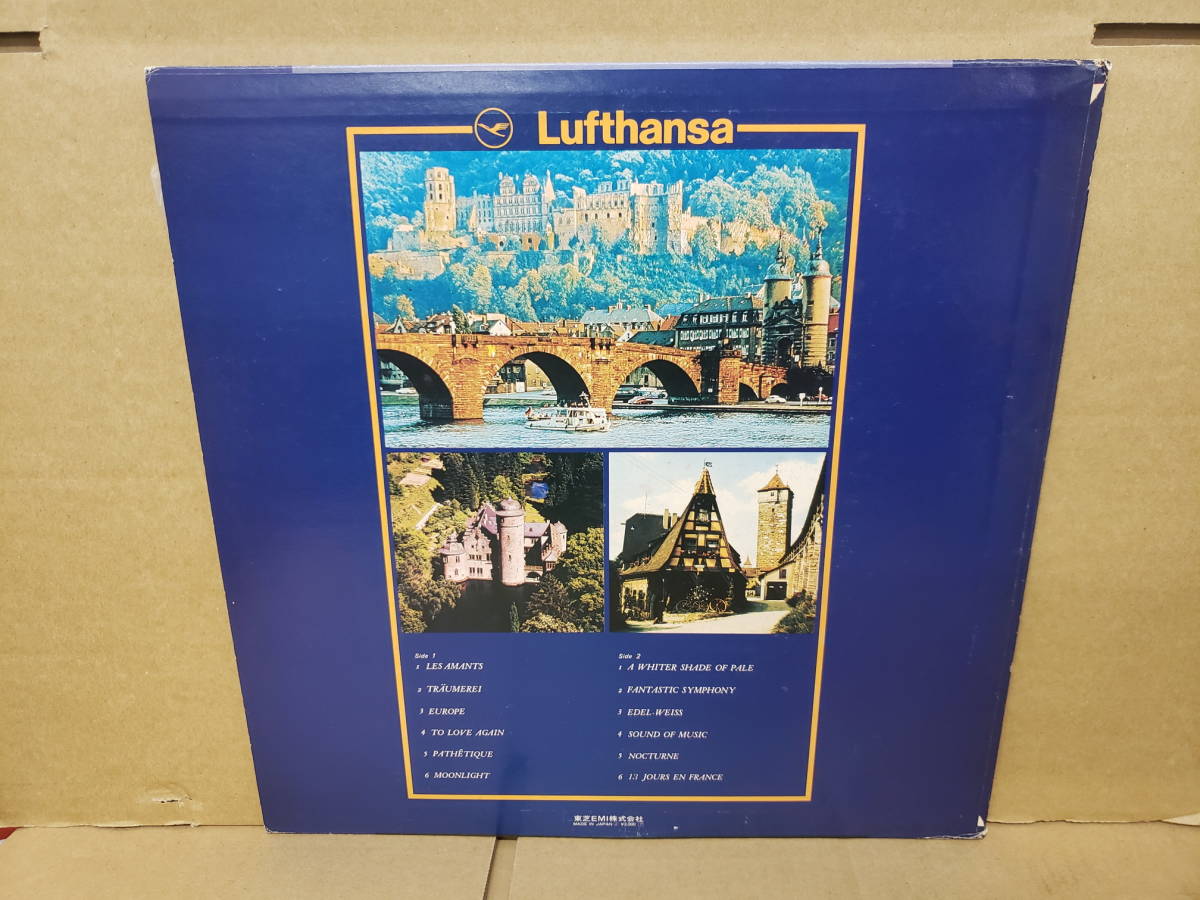 Lufthansa
Side 1
1 LES AMANTS
2 TRÄUMEREI
3 EUROPE
4 TO LOVE AGAIN
5 PATHÊTIQUE
6 MOONLIGHT
Side 2
1 A WHITER SHADE OF PALE
2 FANTASTIC SYMPHONY
3 EDEL-WEISS
4 SOUND OF MUSIC
5 NOCTURNE
6 13 JOURS EN FRANCE
東芝EMI株式会社
MADE IN JAPAN